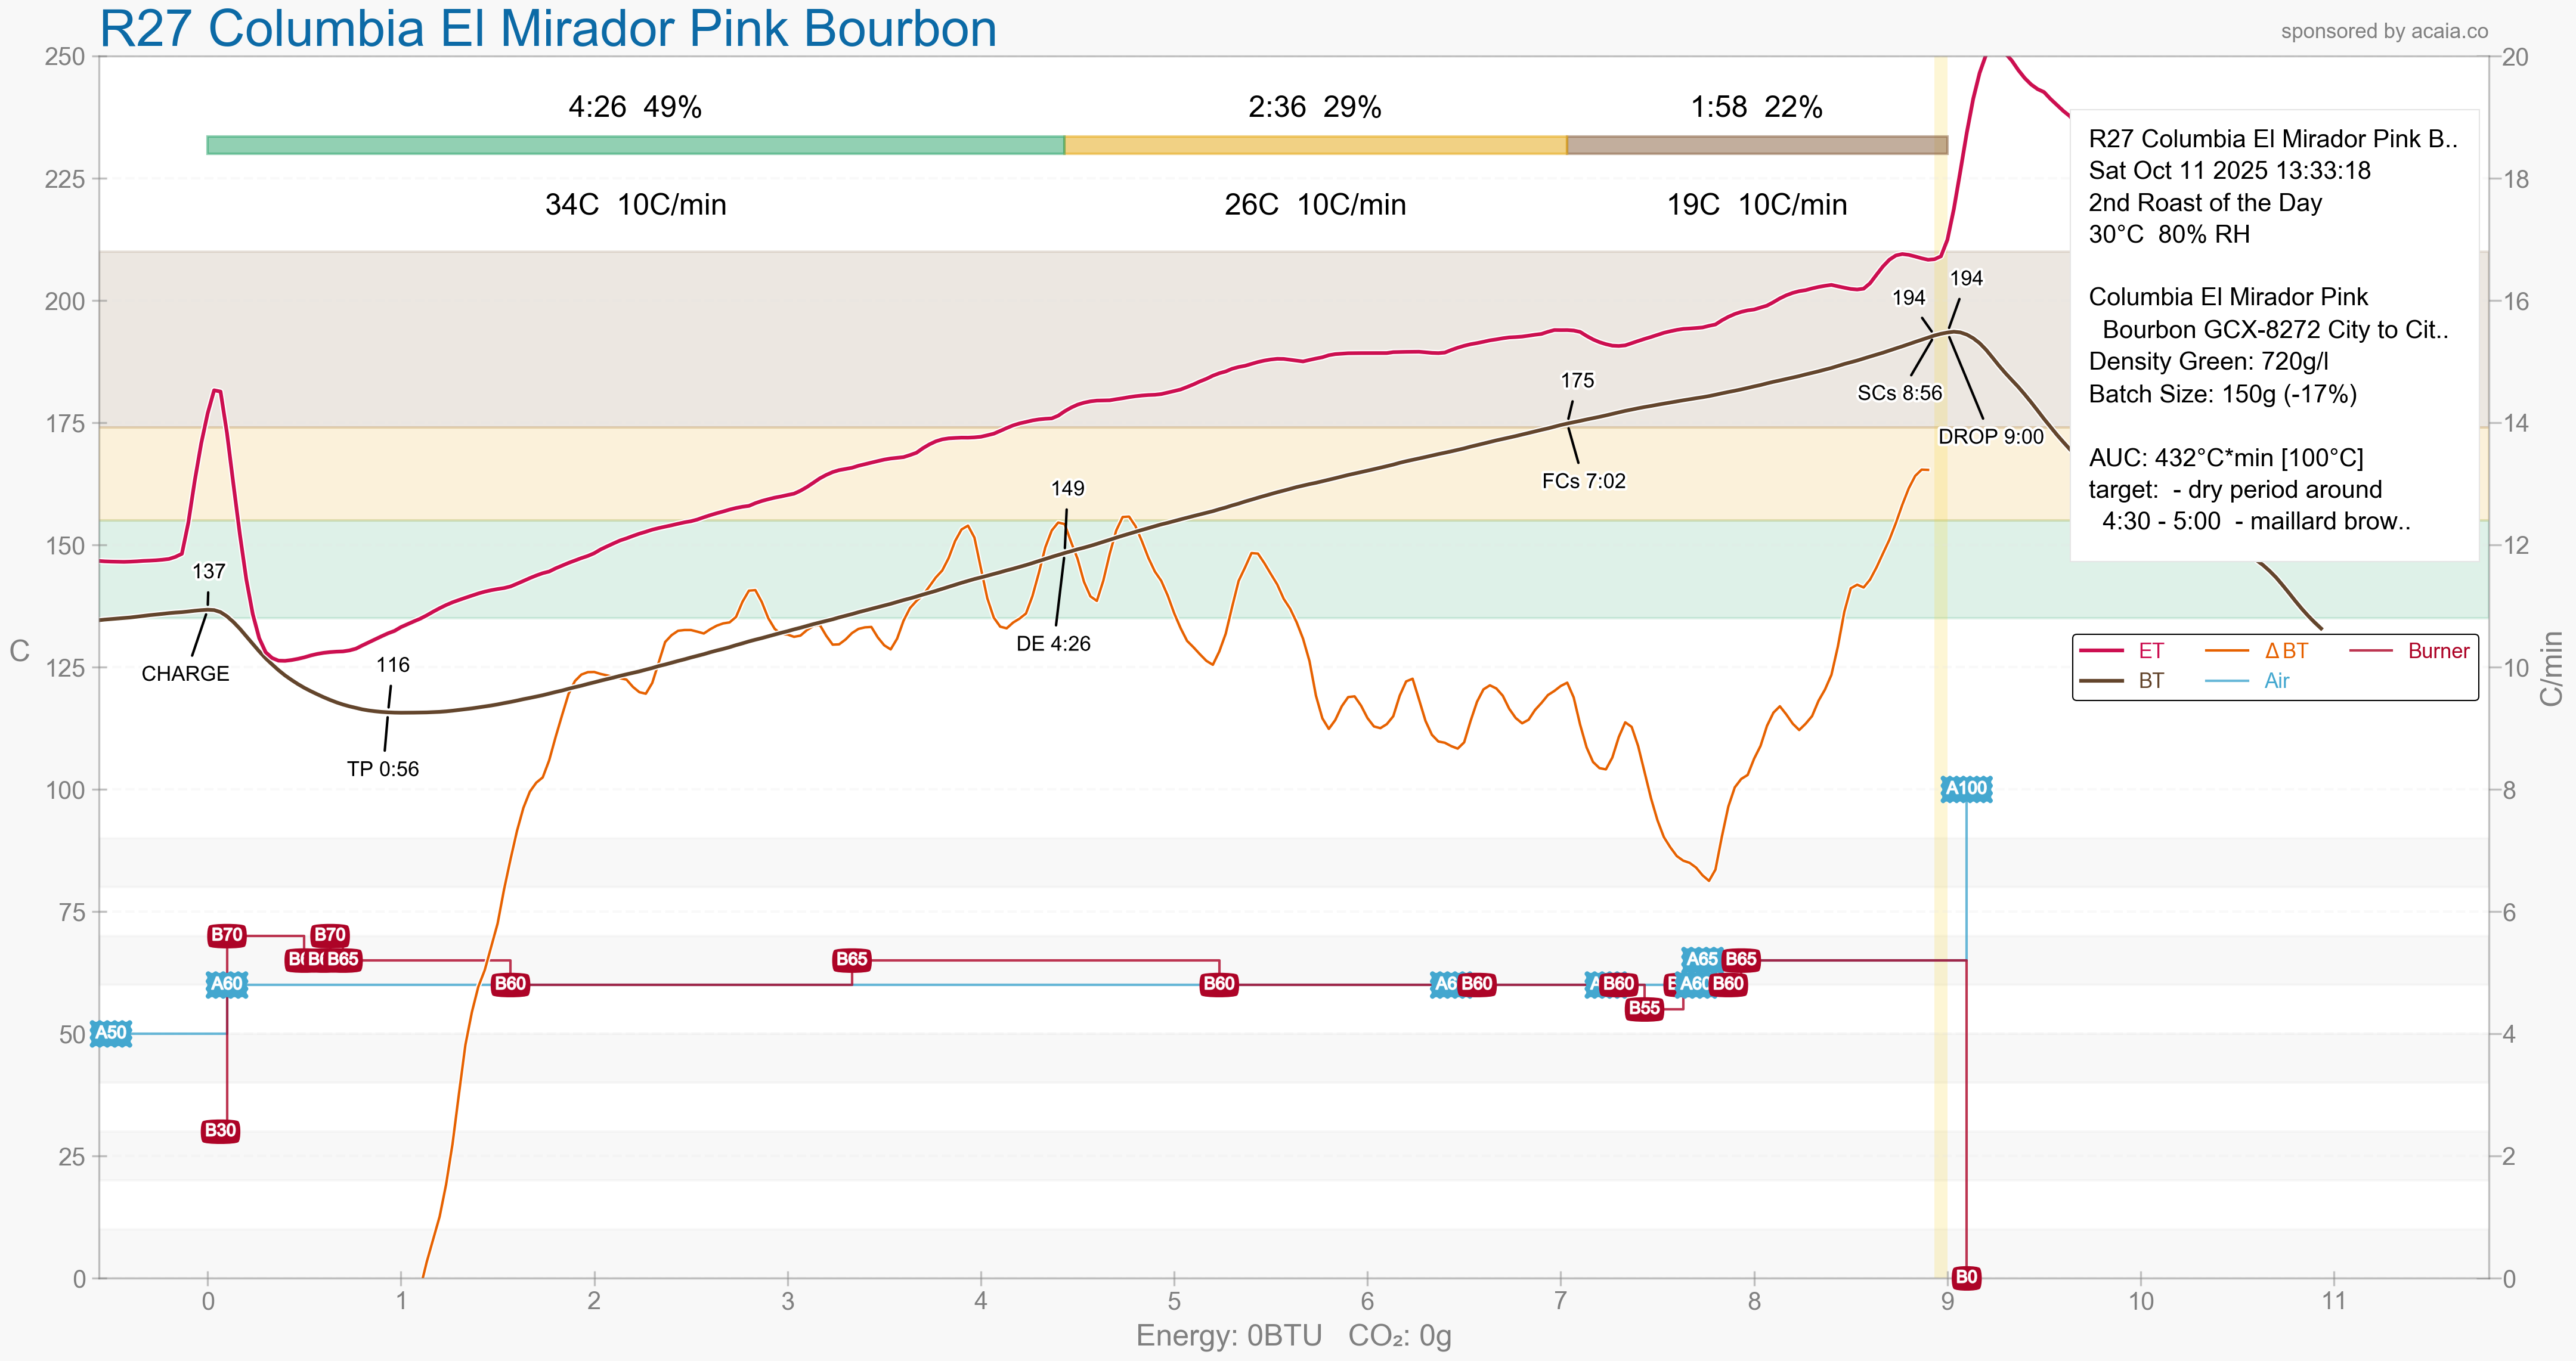 R27 Columbia El Mirador Pink Bourbon
sponsored by acaia.co
250
225
200
175
150
125
100
75
50
25
0
C
20
18
16
14
12
10
8
6
4
2
0
C/min
4:26 49%
2:36 29%
1:58 22%
34C 10C/min
26C 10C/min
19C 10C/min
R27 Columbia El Mirador Pink B..
Sat Oct 11 2025 13:33:18
2nd Roast of the Day
30°C 80% RH
Columbia El Mirador Pink
Bourbon GCX-8272 City to Cit..
Density Green: 720g/l
Batch Size: 150g (-17%)
AUC: 432°C*min [100°C]
target: - dry period around
4:30 - 5:00 - maillard brow..
ET
ΔBT
Burner
BT
Air
137
CHARGE
116
TP 0:56
149
DE 4:26
175
FCs 7:02
194
SCs 8:56
194
DROP 9:00
A50
B30
B70
A60
B70
B65
B60
B65
B60
B60
B60
B55
A65
A60
B65
B60
A100
B0
0
1
2
3
4
5
6
7
8
9
10
11
Energy: 0BTU CO₂: 0g